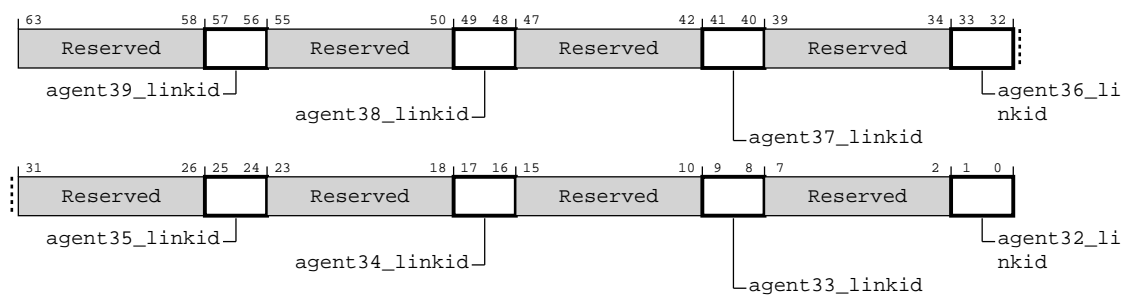 63 58 57 56 55 50 49 48 47 42 41 40 39 34 33 32
Reserved Reserved Reserved Reserved
agent39_linkid agent36_li
agent38_linkid nkid
agent37_linkid
31 26 25 24 23 18 17 16 15 10 9 8 7 2 1 0
Reserved Reserved Reserved Reserved
agent35_linkid agent32_li
agent34_linkid nkid
agent33_linkid